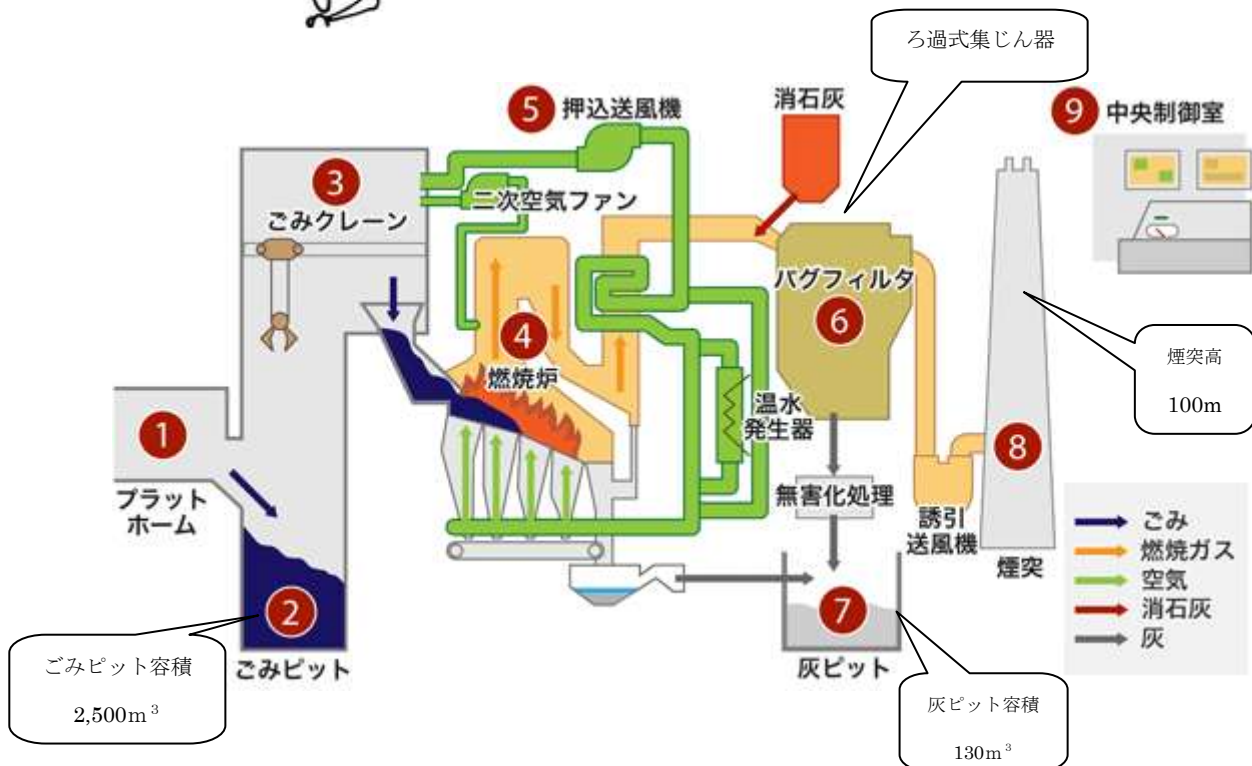 ろ過式集じん器
5 押込送風機
消石灰
9 中央制御室
3
ごみクレーン
二次空気ファン
バグフィルタ
6
4
燃焼炉
煙突高
100m
温水
発生器
1
プラット
ホーム
8
無害化処理
誘引
送風機
煙突
ごみ
燃焼ガス
空気
消石灰
灰
2
ごみピット
ごみピット容積
2,500m³
7
灰ピット
灰ピット容積
130m³